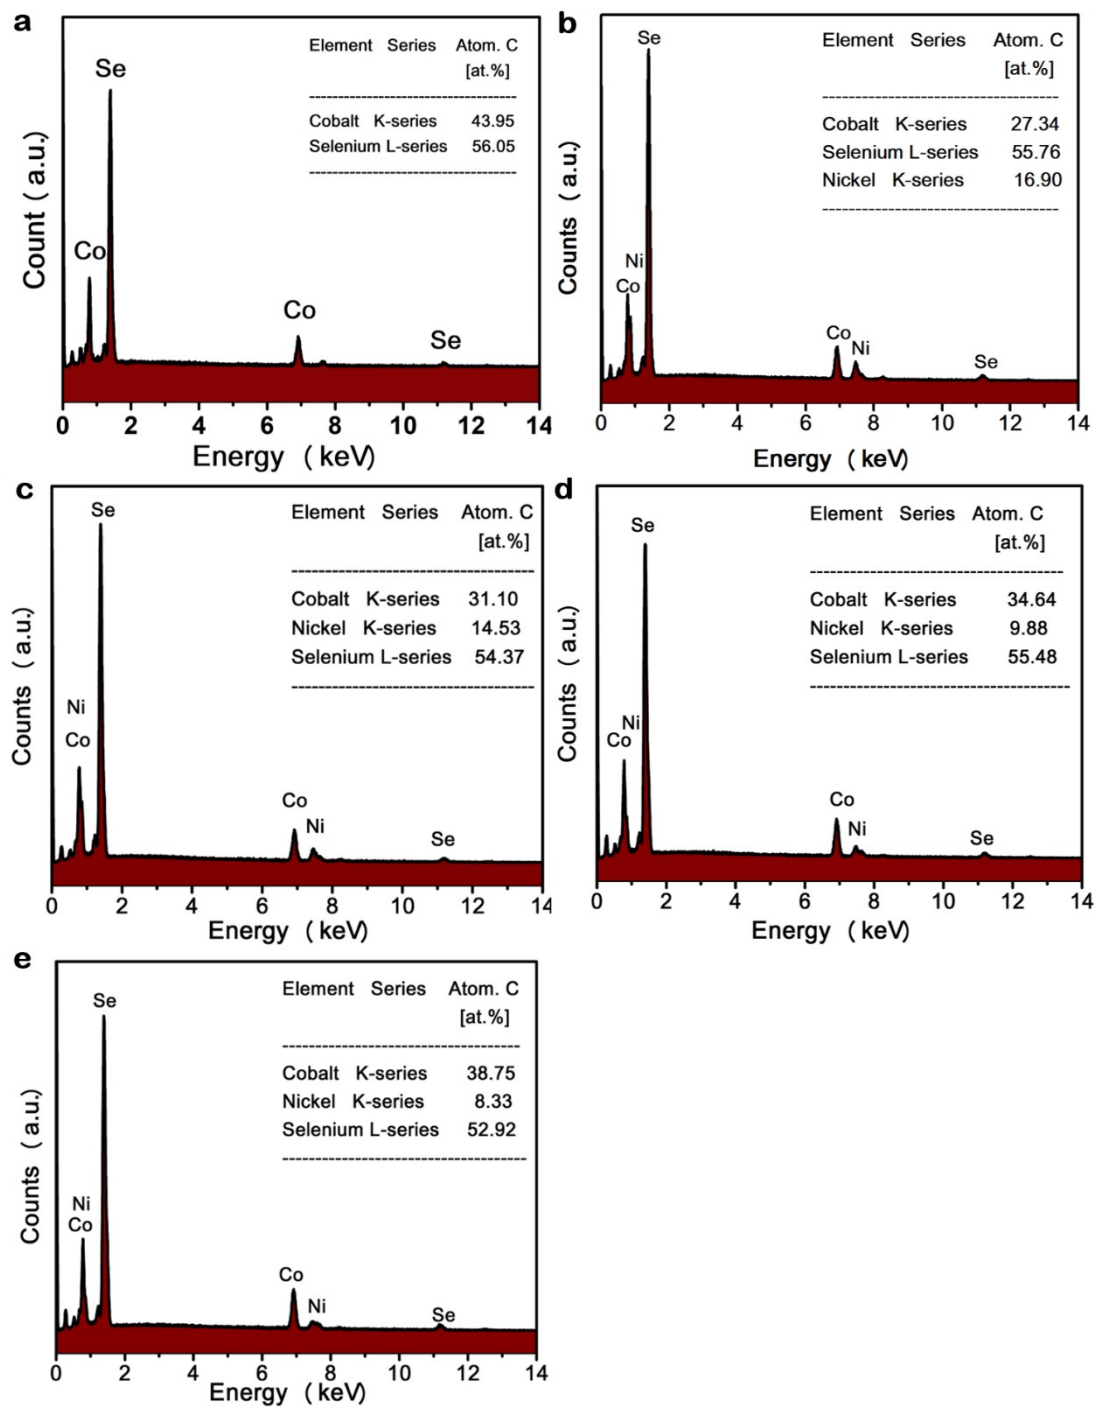 a
Se
Co
Co
Se
Element Series Atom. C
[at.%]
------------------------------------
Cobalt K-series 43.95
Selenium L-series 56.05
------------------------------------
Count ( a.u.)
0 2 4 6 8 10 12 14
Energy ( keV)
b
Se
Ni
Co
Co
Ni
Se
Element Series Atom. C
[at.%]
------------------------------------
Cobalt K-series 27.34
Selenium L-series 55.76
Nickel K-series 16.90
------------------------------------
Counts ( a.u.)
0 2 4 6 8 10 12 14
Energy ( keV)
c
Se
Ni
Co
Co
Ni
Se
Element Series Atom. C
[at.%]
------------------------------------
Cobalt K-series 31.10
Nickel K-series 14.53
Selenium L-series 54.37
------------------------------------
Counts ( a.u.)
0 2 4 6 8 10 12 14
Energy ( keV)
d
Se
Ni
Co
Co
Ni
Se
Element Series Atom. C
[at.%]
------------------------------------
Cobalt K-series 34.64
Nickel K-series 9.88
Selenium L-series 55.48
------------------------------------
Counts ( a.u.)
0 2 4 6 8 10 12 14
Energy ( keV)
e
Se
Ni
Co
Co
Ni
Se
Element Series Atom. C
[at.%]
------------------------------------
Cobalt K-series 38.75
Nickel K-series 8.33
Selenium L-series 52.92
------------------------------------
Counts ( a.u.)
0 2 4 6 8 10 12 14
Energy ( keV)